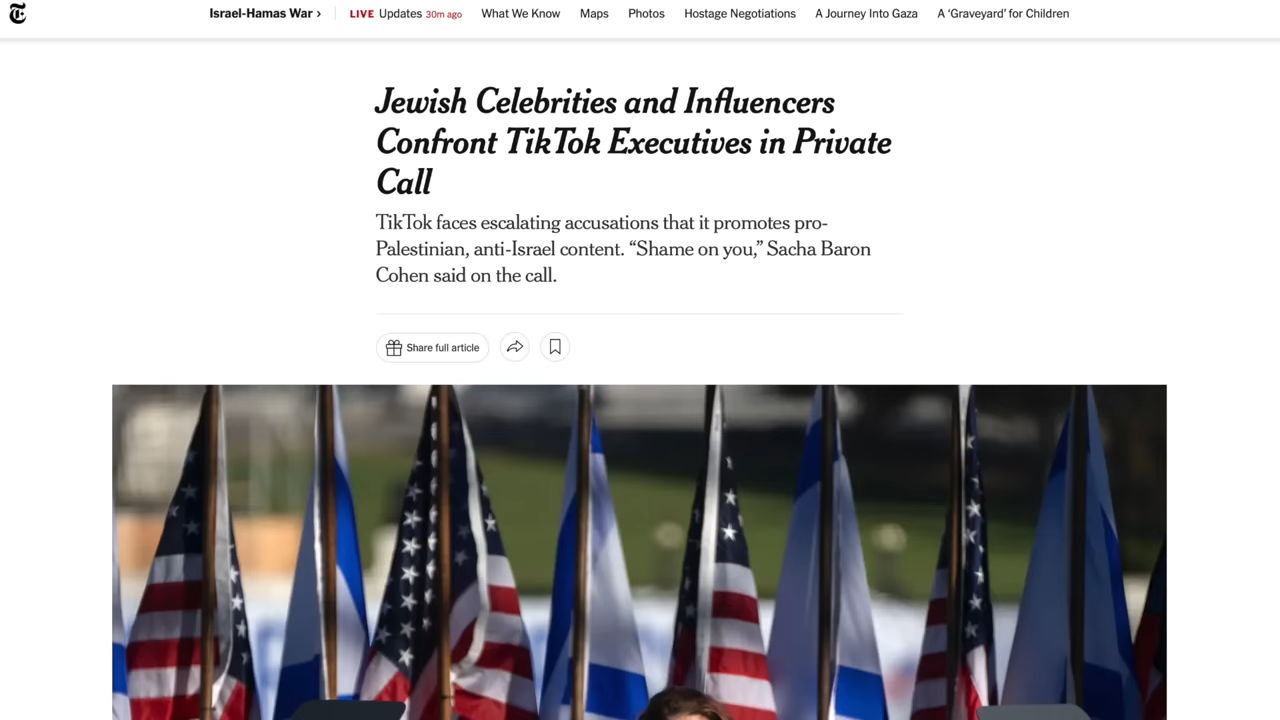 Israel-Hamas War › LIVE Updates 30m ago What We Know Maps Photos Hostage Negotiations A Journey Into Gaza A ‘Graveyard’ for Children
Jewish Celebrities and Influencers
Confront TikTok Executives in Private
Call
TikTok faces escalating accusations that it promotes pro-
Palestinian, anti-Israel content. “Shame on you,” Sacha Baron
Cohen said on the call.
Share full article